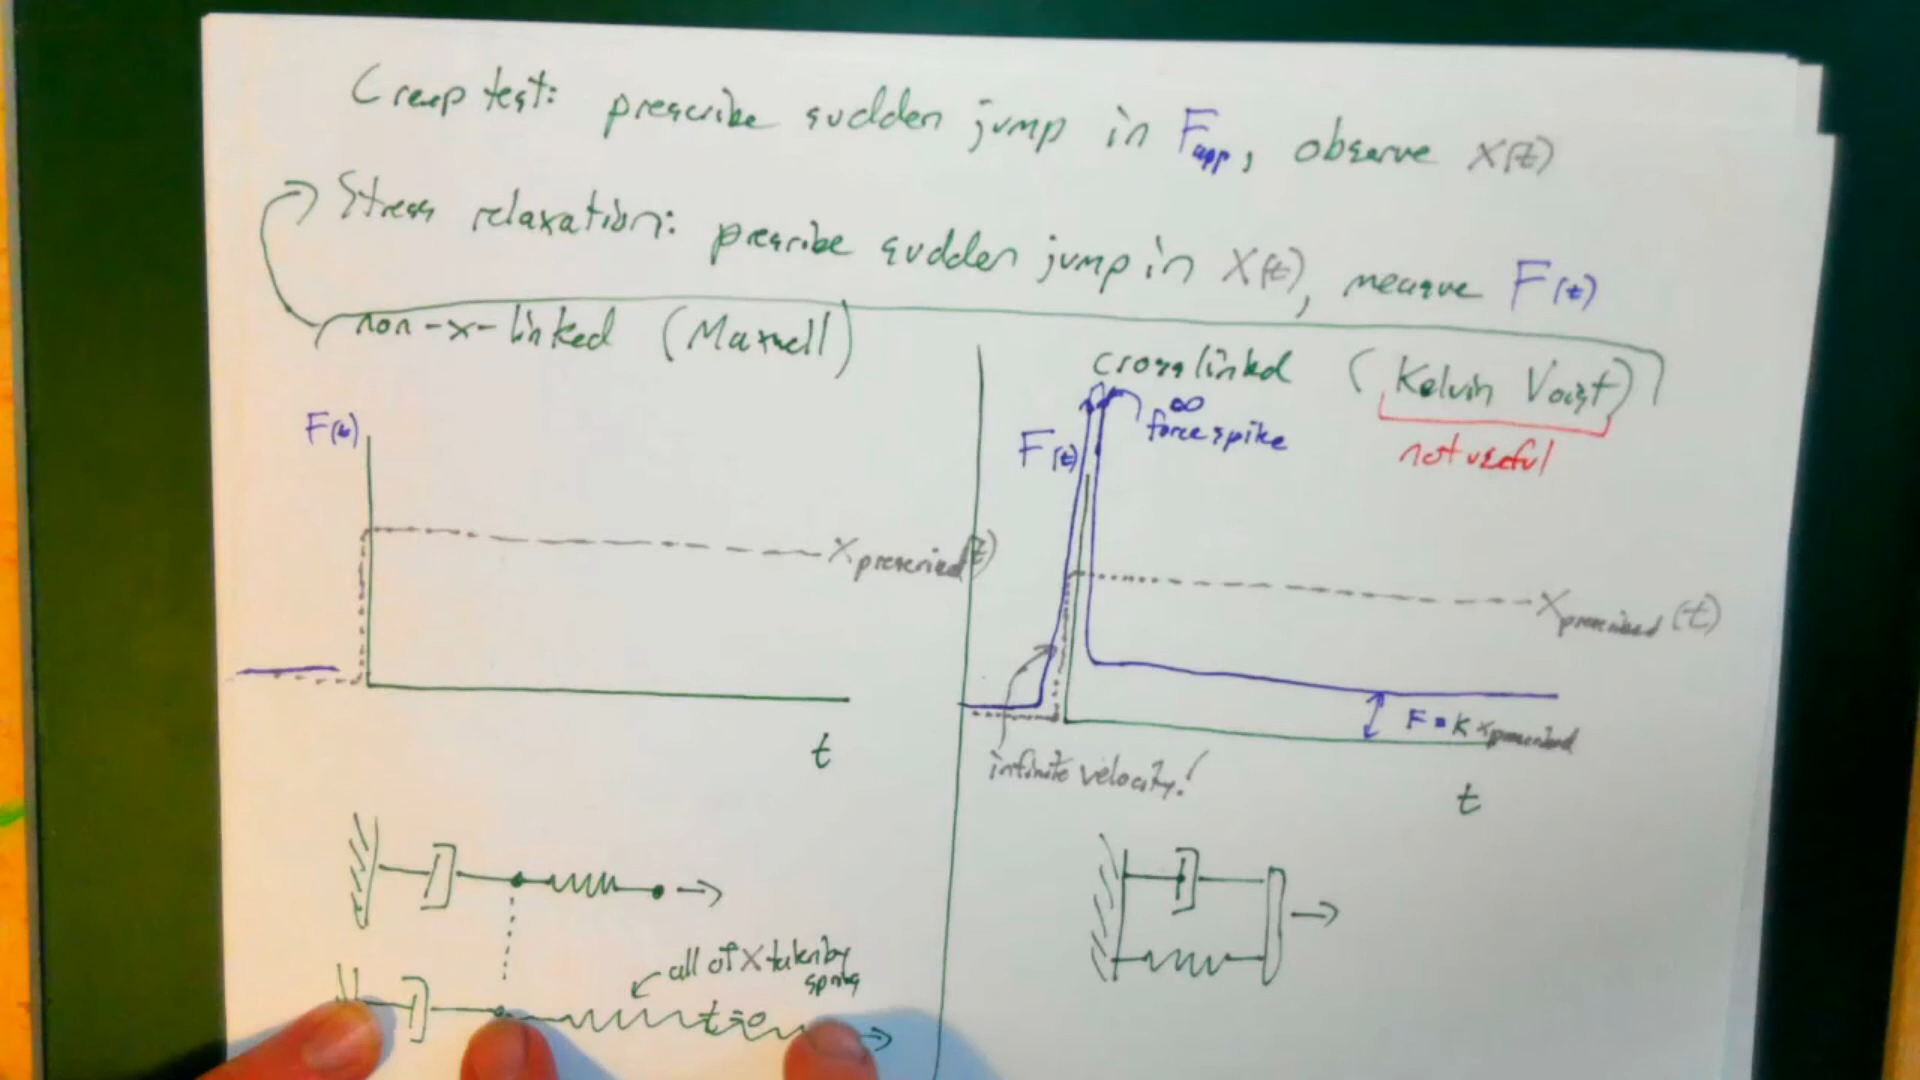 Creep test: prescribe sudden jump in Fapp, observe X(t)
Stress relaxation: prescribe sudden jump in X(t), measure F(t)
non-x-linked (Maxwell)
F(t)
Xprescribed(t)
t
all of X taken by spring
t=0
crosslinked (Kelvin Voigt)
not useful
∞ force spike
F(t)
Xprescribed(t)
F = K Xprescribed
infinite velocity!
t